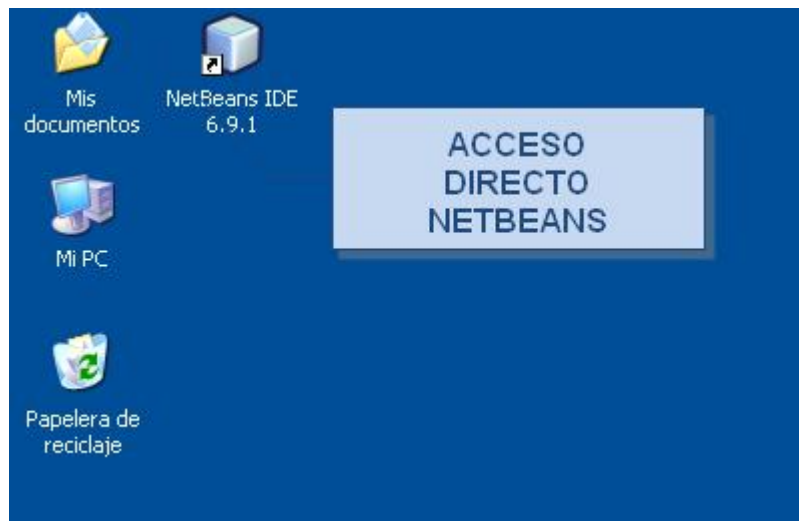 Mis
documentos
NetBeans IDE
6.9.1
ACCESO
DIRECTO
NETBEANS
Mi PC
Papelera de
reciclaje